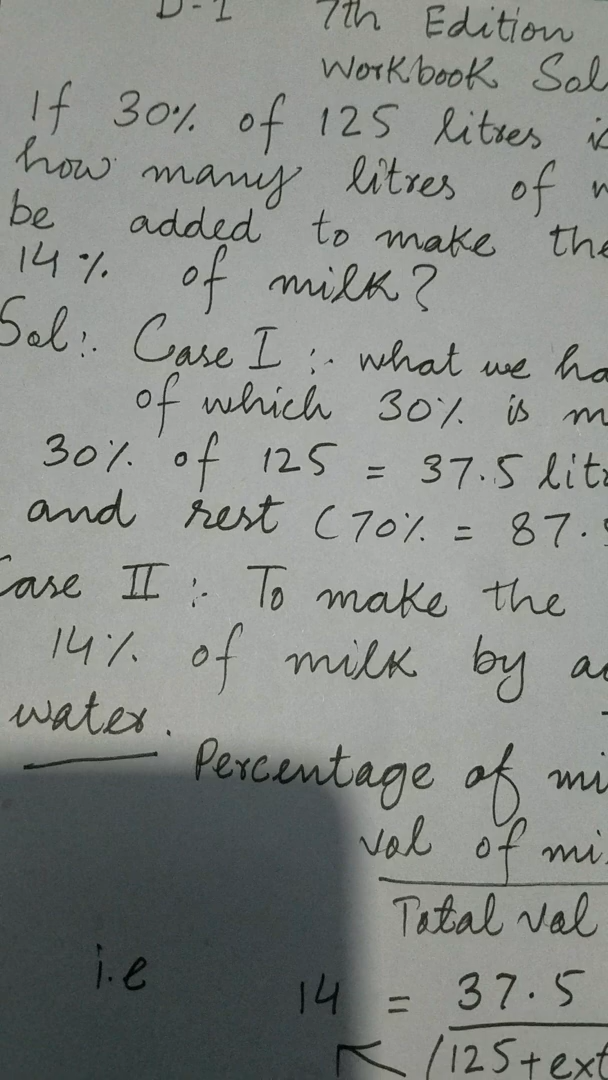 D-1 7th Edition
Workbook Sol
If 30% of 125 litres
how many litres of
be added to make the
14% of milk?
Sol:. Case I :- what we ha
of which 30% is m
30% of 125 = 37.5 lit
and rest (70% = 87.
Case II :- To make the
14% of milk by a
water.
Percentage of mi
Vol of mi
Total Vol
i.e 14 = 37.5
(125+ext